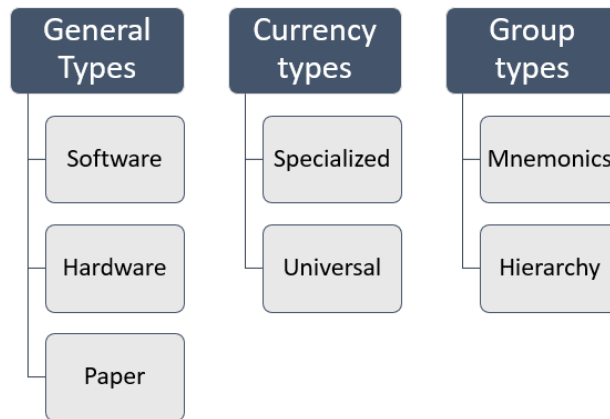 General
Types
Software
Hardware
Paper
Currency
types
Specialized
Universal
Group
types
Mnemonics
Hierarchy